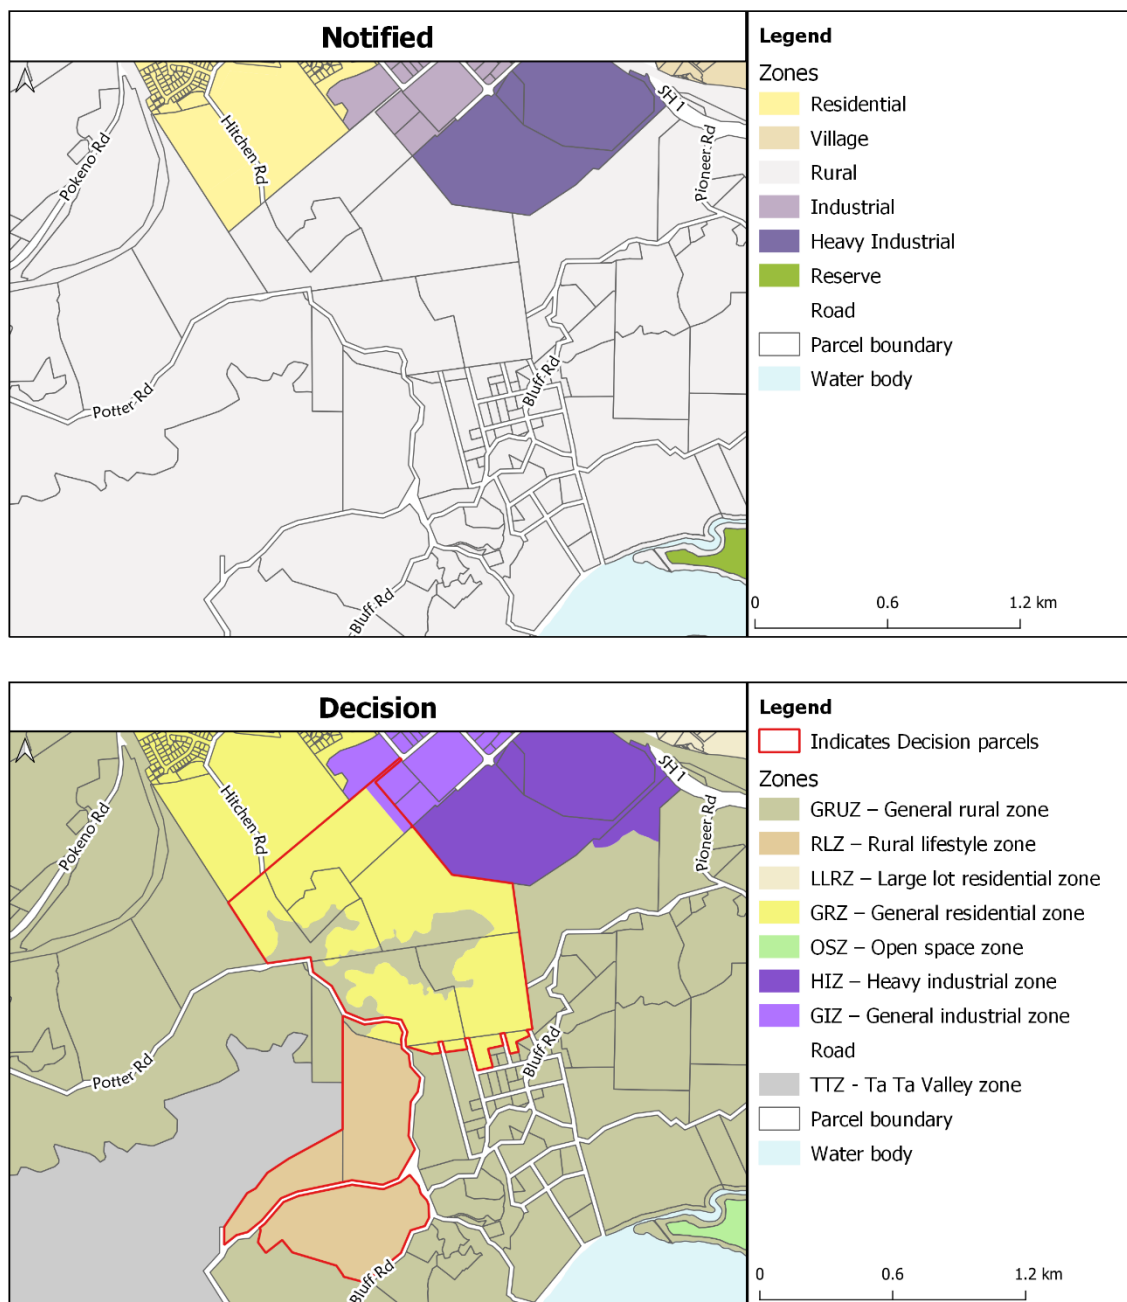 Notified
Pokeno Rd
Hitchen Rd
SH 1
Pioneer Rd
Potter Rd
Bluff Rd
Bluff Rd
Legend
Zones
Residential
Village
Rural
Industrial
Heavy Industrial
Reserve
Road
Parcel boundary
Water body
0 0.6 1.2 km
Decision
Pokeno Rd
Hitchen Rd
SH 1
Pioneer Rd
Potter Rd
Bluff Rd
Bluff Rd
Legend
Indicates Decision parcels
Zones
GRUZ – General rural zone
RLZ – Rural lifestyle zone
LLRZ – Large lot residential zone
GRZ – General residential zone
OSZ – Open space zone
HIZ – Heavy industrial zone
GIZ – General industrial zone
Road
TTZ - Ta Ta Valley zone
Parcel boundary
Water body
0 0.6 1.2 km